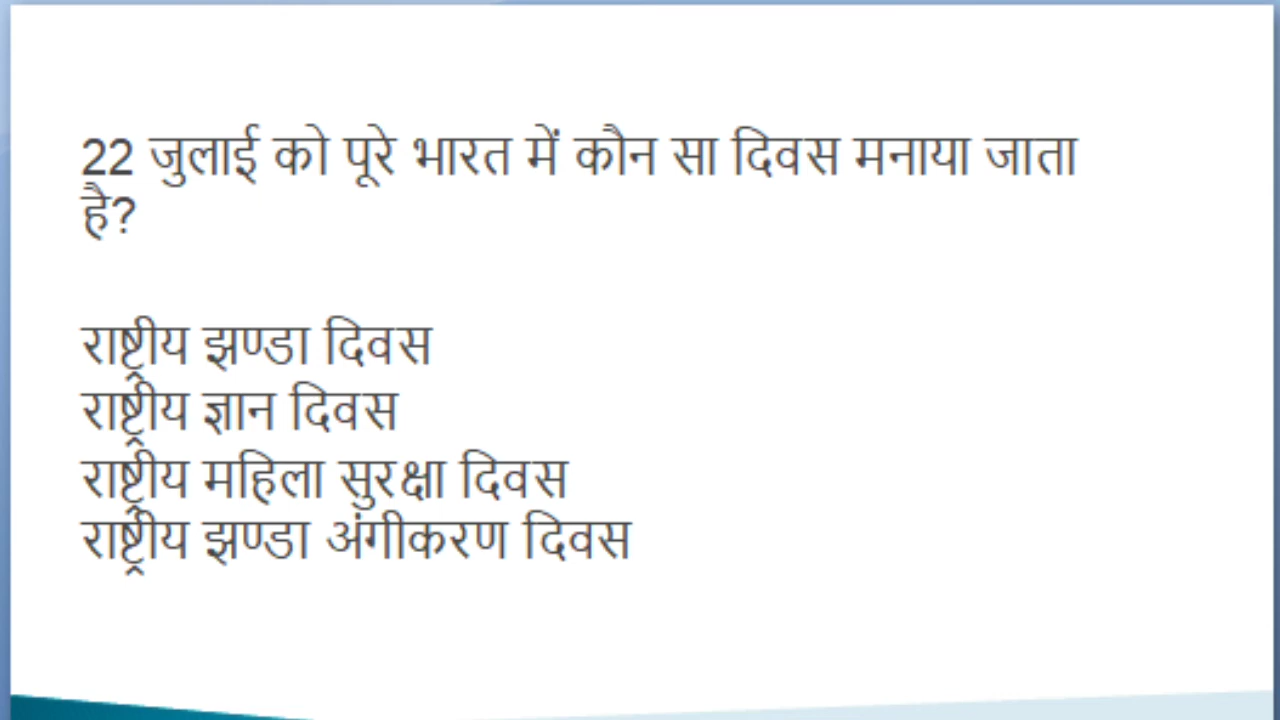 22 जुलाई को पूरे भारत में कौन सा दिवस मनाया जाता
है?
राष्ट्रीय झण्डा दिवस
राष्ट्रीय ज्ञान दिवस
राष्ट्रीय महिला सुरक्षा दिवस
राष्ट्रीय झण्डा अंगीकरण दिवस